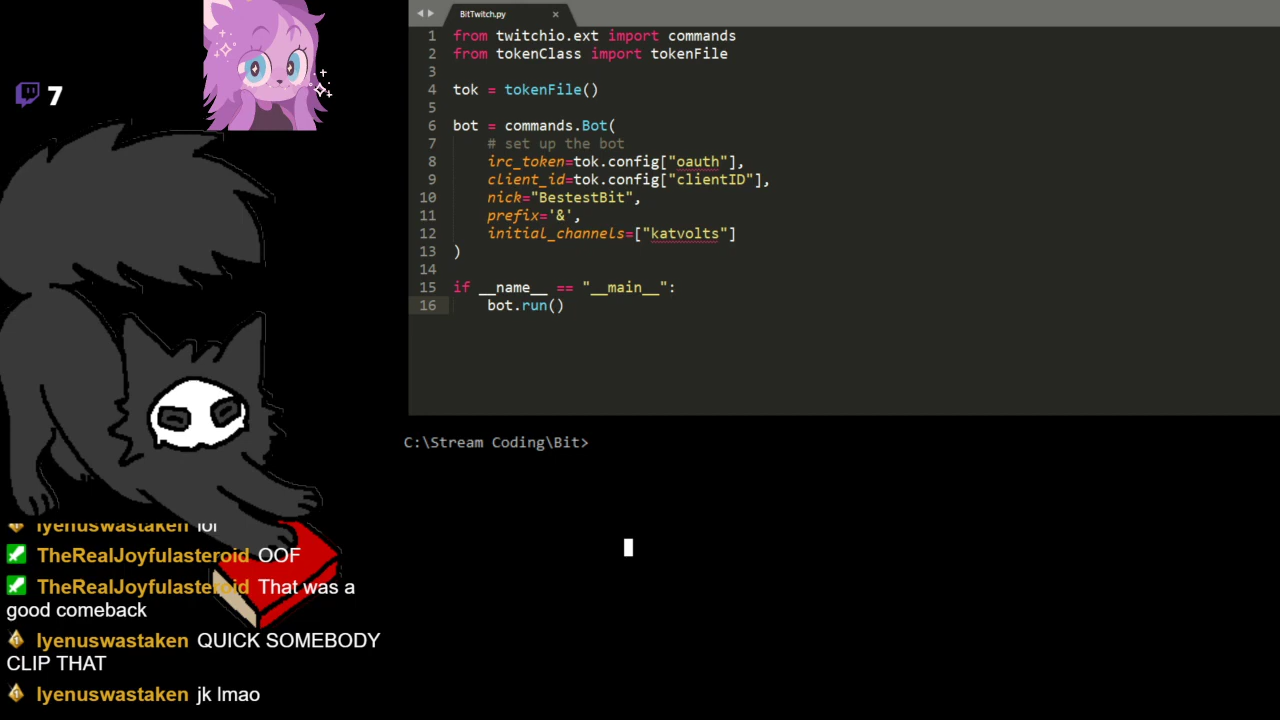 7
BitTwitch.py
1 from twitchio.ext import commands
2 from tokenClass import tokenFile
3
4 tok = tokenFile()
5
6 bot = commands.Bot(
7 # set up the bot
8 irc_token=tok.config["oauth"],
9 client_id=tok.config["clientID"],
10 nick="BestestBit",
11 prefix='&',
12 initial_channels=["katvolts"]
13 )
14
15 if __name__ == "__main__":
16 bot.run()
C:\Stream Coding\Bit>
lyenuswastaken lol
TheRealJoyfulasteroid OOF
TheRealJoyfulasteroid That was a
good comeback
lyenuswastaken QUICK SOMEBODY
CLIP THAT
lyenuswastaken jk lmao